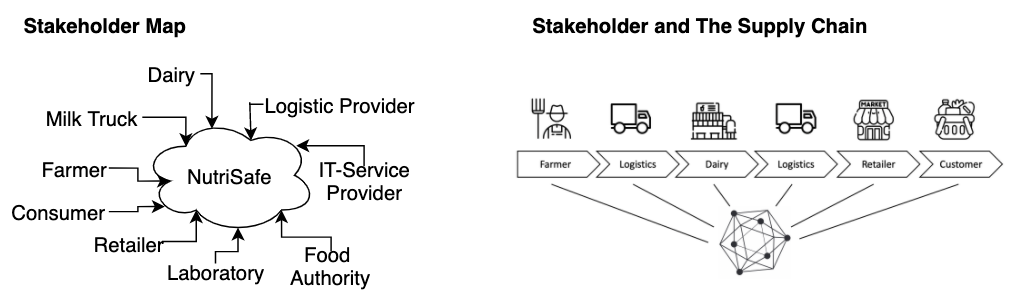 Stakeholder Map
Dairy
Logistic Provider
Milk Truck
Farmer
NutriSafe
IT-Service
Provider
Consumer
Retailer
Laboratory
Food
Authority
Stakeholder and The Supply Chain
MARKET
Farmer
Logistics
Dairy
Logistics
Retailer
Customer